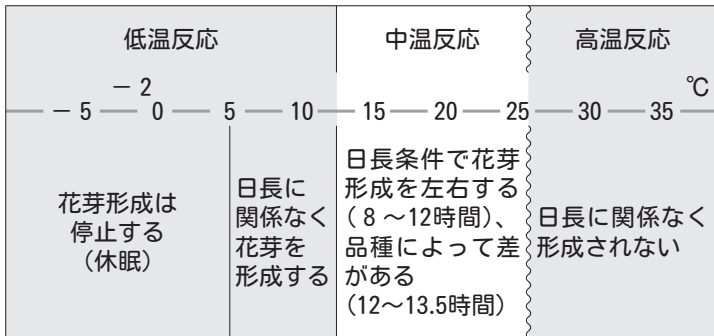 低温反応
中温反応
高温反応
－2
℃
－5 0 5 10 15 20 25 30 35
花芽形成は
停止する
(休眠)
日長に
関係なく
花芽を
形成する
日長条件で花芽
形成を左右する
(8～12時間)、
品種によって差
がある
(12～13.5時間)
日長に関係なく
形成されない